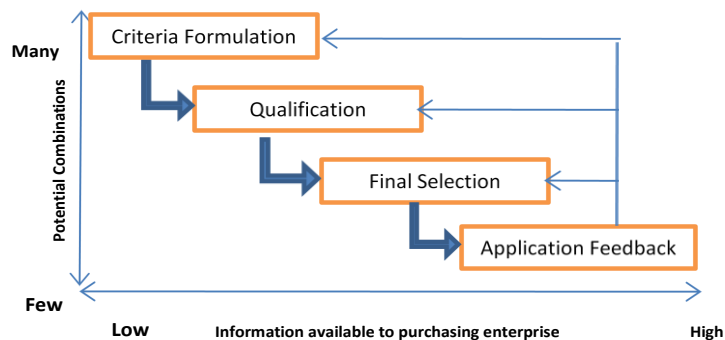 Criteria Formulation
Many
Qualification
Potential Combinations
Final Selection
Application Feedback
Few
Low
Information available to purchasing enterprise
High